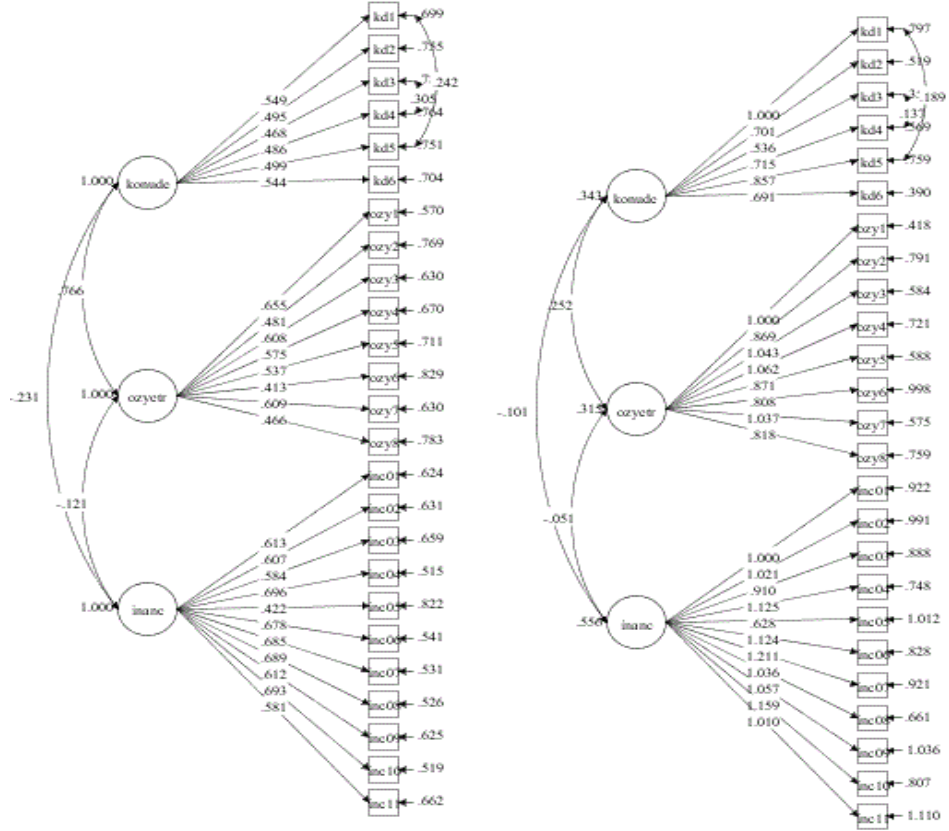 kd1 .699
kd2 .755
kd3 .242
.305
kd4 .764
kd5 .751
kd6 .704
.549
.495
.468
.486
.499
.544
1.000 konude
ozy1 .570
ozy2 .769
ozy3 .630
ozy4 .670
ozy5 .711
ozy6 .829
ozy7 .630
ozy8 .783
.655
.481
.608
.575
.537
.413
.609
.466
.766
1.000 ozyetr
-.231
-.121
inc01 .624
inc02 .631
inc03 .659
inc04 .515
inc05 .822
inc06 .541
inc07 .531
inc08 .526
inc09 .625
inc10 .519
inc11 .662
.613
.607
.584
.696
.422
.678
.685
.689
.612
.693
.581
1.000 inanc
kd1 .797
kd2 .519
kd3 .189
.137
kd4 .569
kd5 .759
kd6 .390
1.000
.701
.536
.715
.857
.691
.343 konude
ozy1 .418
ozy2 .791
ozy3 .584
ozy4 .721
ozy5 .588
ozy6 .998
ozy7 .575
ozy8 .759
1.000
.869
1.043
1.062
.871
.808
1.037
.818
.252
.315 ozyetr
-.101
-.051
inc01 .922
inc02 .991
inc03 .888
inc04 .748
inc05 1.012
inc06 .828
inc07 .921
inc08 .661
inc09 1.036
inc10 .807
inc11 1.110
1.000
1.021
.910
1.125
.628
1.124
1.211
1.036
1.057
1.159
1.010
.556 inanc